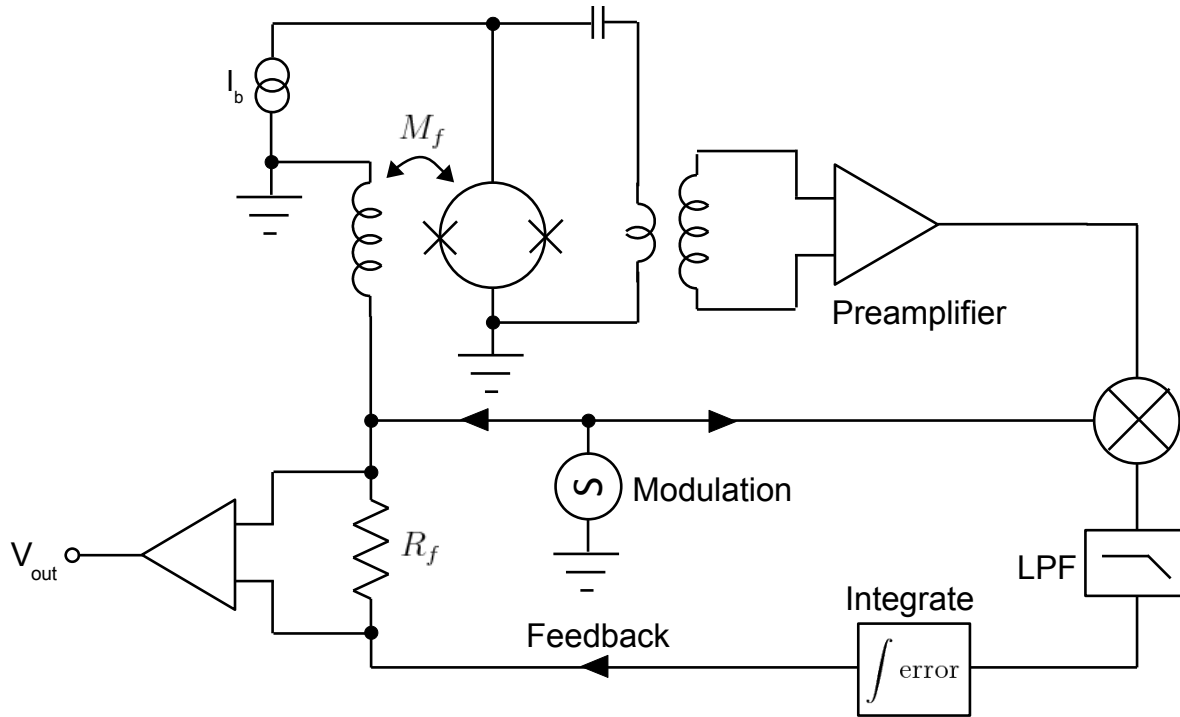 I_b
M_f
Preamplifier
Modulation
R_f
V_out
LPF
Integrate
Feedback
∫ error